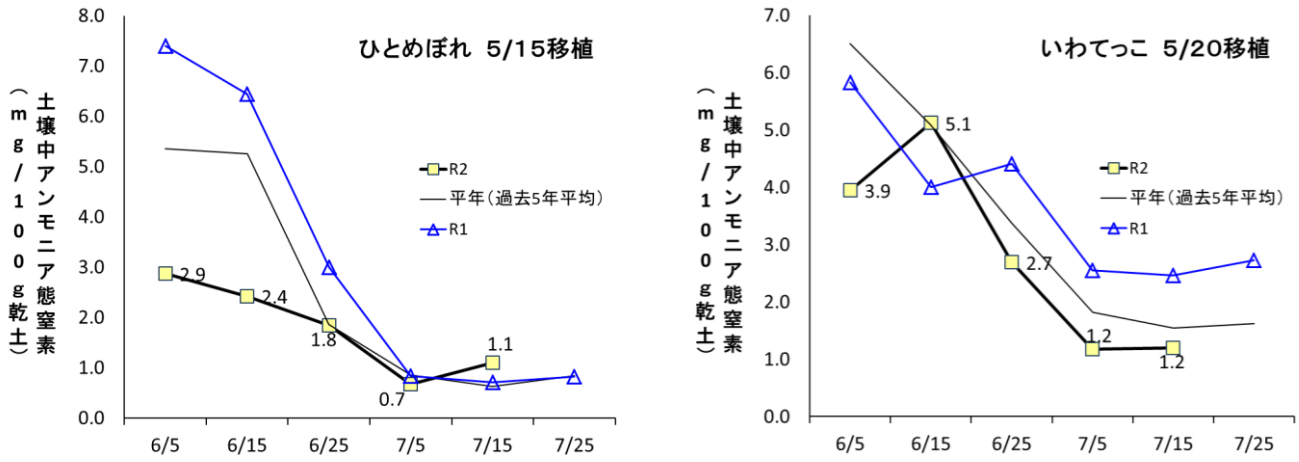 ひとめぼれ 5/15移植
土壌中アンモニア態窒素
(mg/100g乾土)
8.0
7.0
6.0
5.0
4.0
3.0
2.0
1.0
0.0
2.9
2.4
1.8
0.7
1.1
R2
平年(過去5年平均)
R1
6/5 6/15 6/25 7/5 7/15 7/25
いわてっこ 5/20移植
土壌中アンモニア態窒素
(mg/100g乾土)
7.0
6.0
5.0
4.0
3.0
2.0
1.0
0.0
3.9
5.1
2.7
1.2
1.2
R2
平年(過去5年平均)
R1
6/5 6/15 6/25 7/5 7/15 7/25